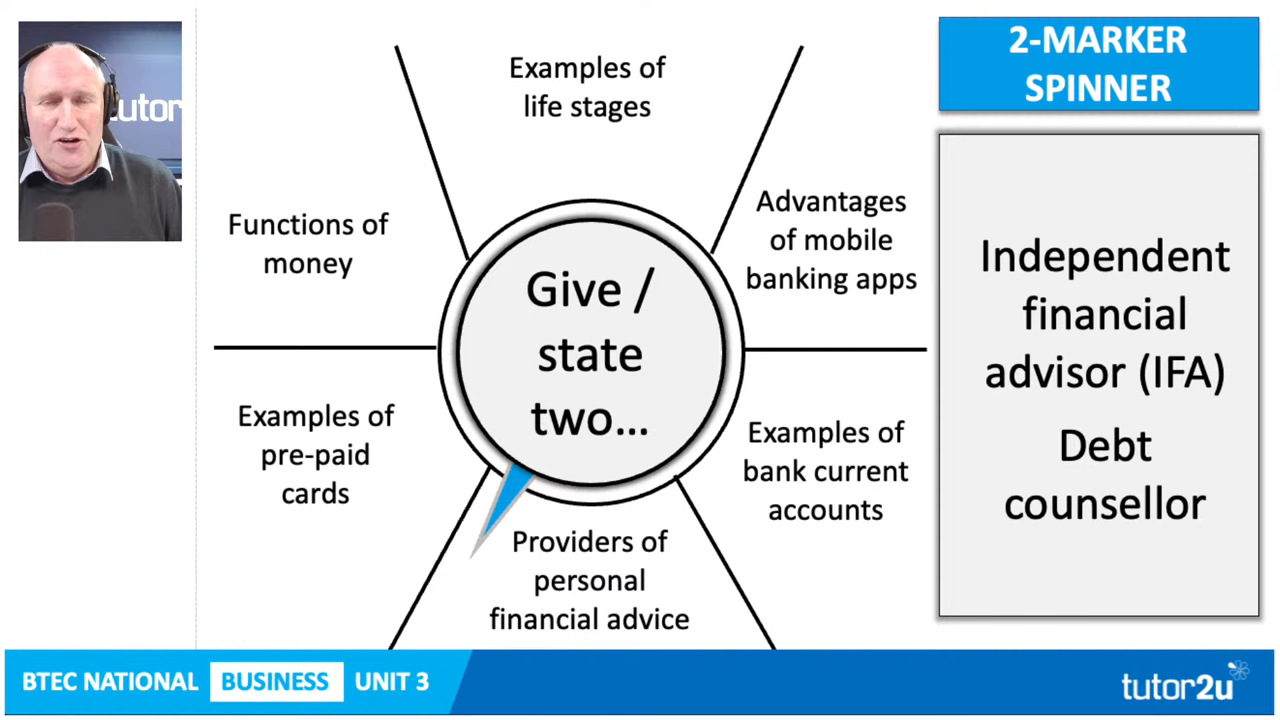 utor
Examples of
life stages
Functions of
money
Advantages
of mobile
banking apps
Give /
state
two...
Examples of
pre-paid
cards
Examples of
bank current
accounts
Providers of
personal
financial advice
2-MARKER
SPINNER
Independent
financial
advisor (IFA)
Debt
counsellor
BTEC NATIONAL BUSINESS UNIT 3
tutor2u